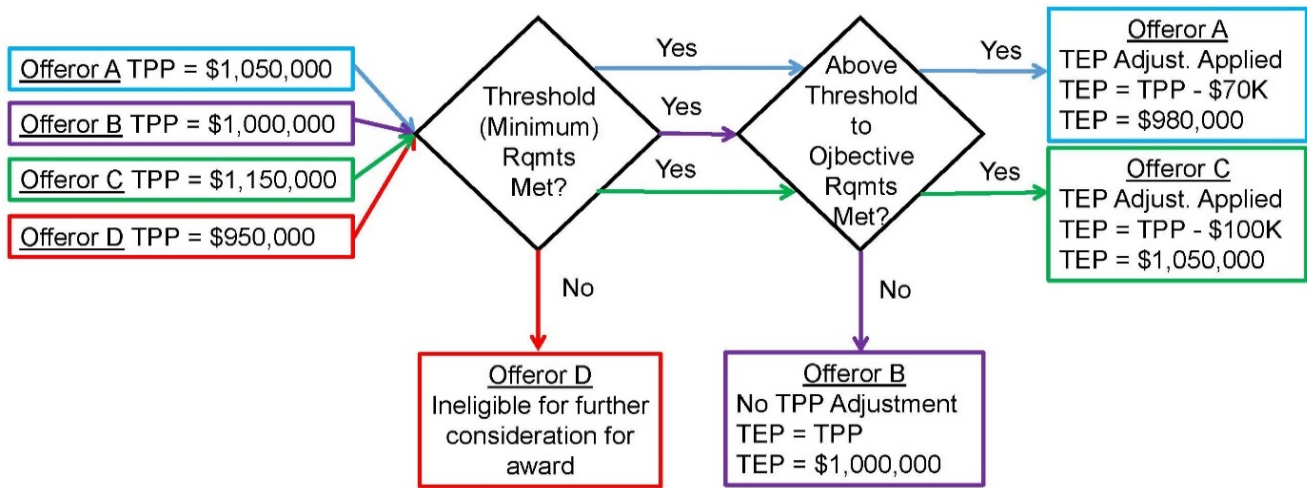 Offeror A TPP = $1,050,000
Offeror B TPP = $1,000,000
Offeror C TPP = $1,150,000
Offeror D TPP = $950,000
Threshold
(Minimum)
Rqmts
Met?
Yes
Yes
Yes
No
Above
Threshold
to
Ojbective
Rqmts
Met?
Yes
Yes
No
Offeror A
TEP Adjust. Applied
TEP = TPP - $70K
TEP = $980,000
Offeror C
TEP Adjust. Applied
TEP = TPP - $100K
TEP = $1,050,000
Offeror D
Ineligible for further
consideration for
award
Offeror B
No TPP Adjustment
TEP = TPP
TEP = $1,000,000